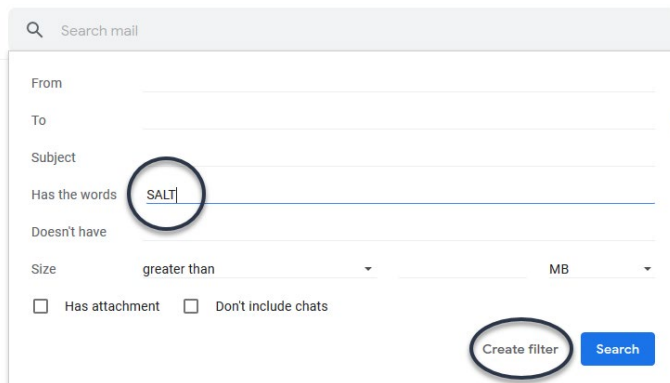 Search mail
From
To
Subject
Has the words SALT
Doesn't have
Size greater than MB
Has attachment Don't include chats
Create filter Search